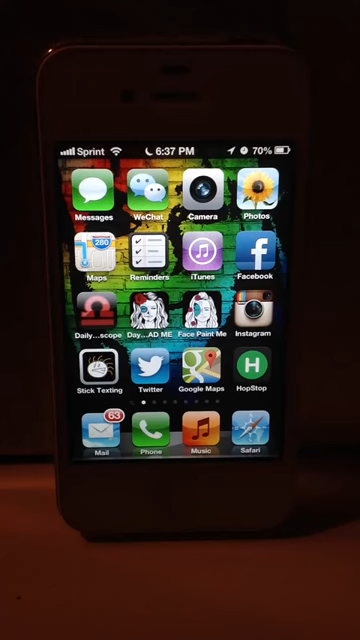 Sprint 6:37 PM 70%
Messages WeChat Camera Photos
280
Maps Reminders iTunes Facebook
Daily...scope Day...AD ME Face Paint Me Instagram
H
Stick Texting Twitter Google Maps HopStop
63
Mail Phone Music Safari